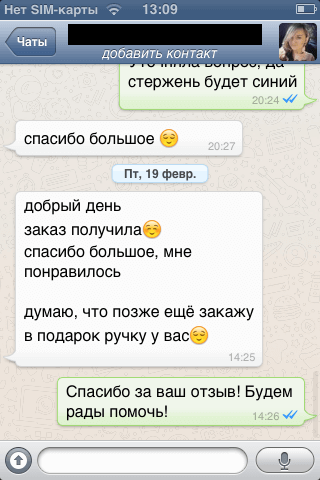 Нет SIM-карты 13:09
Чаты
добавить контакт
Уточнила вопрос, да
стержень будет синий
20:24
спасибо большое 😌
20:27
Пт, 19 февр.
добрый день
заказ получила☺️
спасибо большое, мне
понравилось
думаю, что позже ещё закажу
в подарок ручку у вас😌
14:25
Спасибо за ваш отзыв! Будем
рады помочь!
14:26